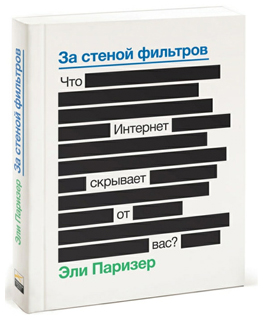 За стеной фильтров
Что
Интернет
скрывает
от
вас?
Эли Паризер
Эли Паризер За стеной фильтров